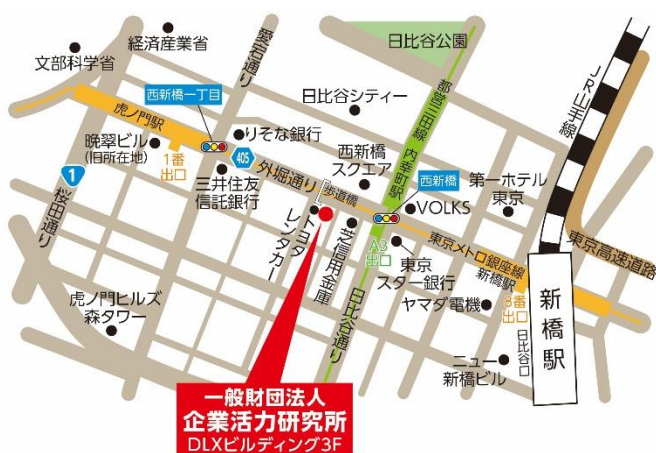 経済産業省
文部科学省
愛宕通り
日比谷公園
JR山手線
虎ノ門駅
西新橋一丁目
日比谷シティー
都営三田線 内幸町駅
晩翠ビル
(旧所在地)
1番
出口
りそな銀行
405
外堀通り
西新橋
スクエア
西新橋
第一ホテル
東京
1
桜田通り
三井住友
信託銀行
歩道橋
VOLKS
トヨタ
レンタカー
芝信用金庫
A3
出口
東京
スター銀行
東京メトロ銀座線
新橋駅
東京高速道路
虎ノ門ヒルズ
森タワー
日比谷通り
ヤマダ電機
8番
出口
日比谷口
新橋駅
ニュー
新橋ビル
一般財団法人
企業活力研究所
DLXビルディング3F